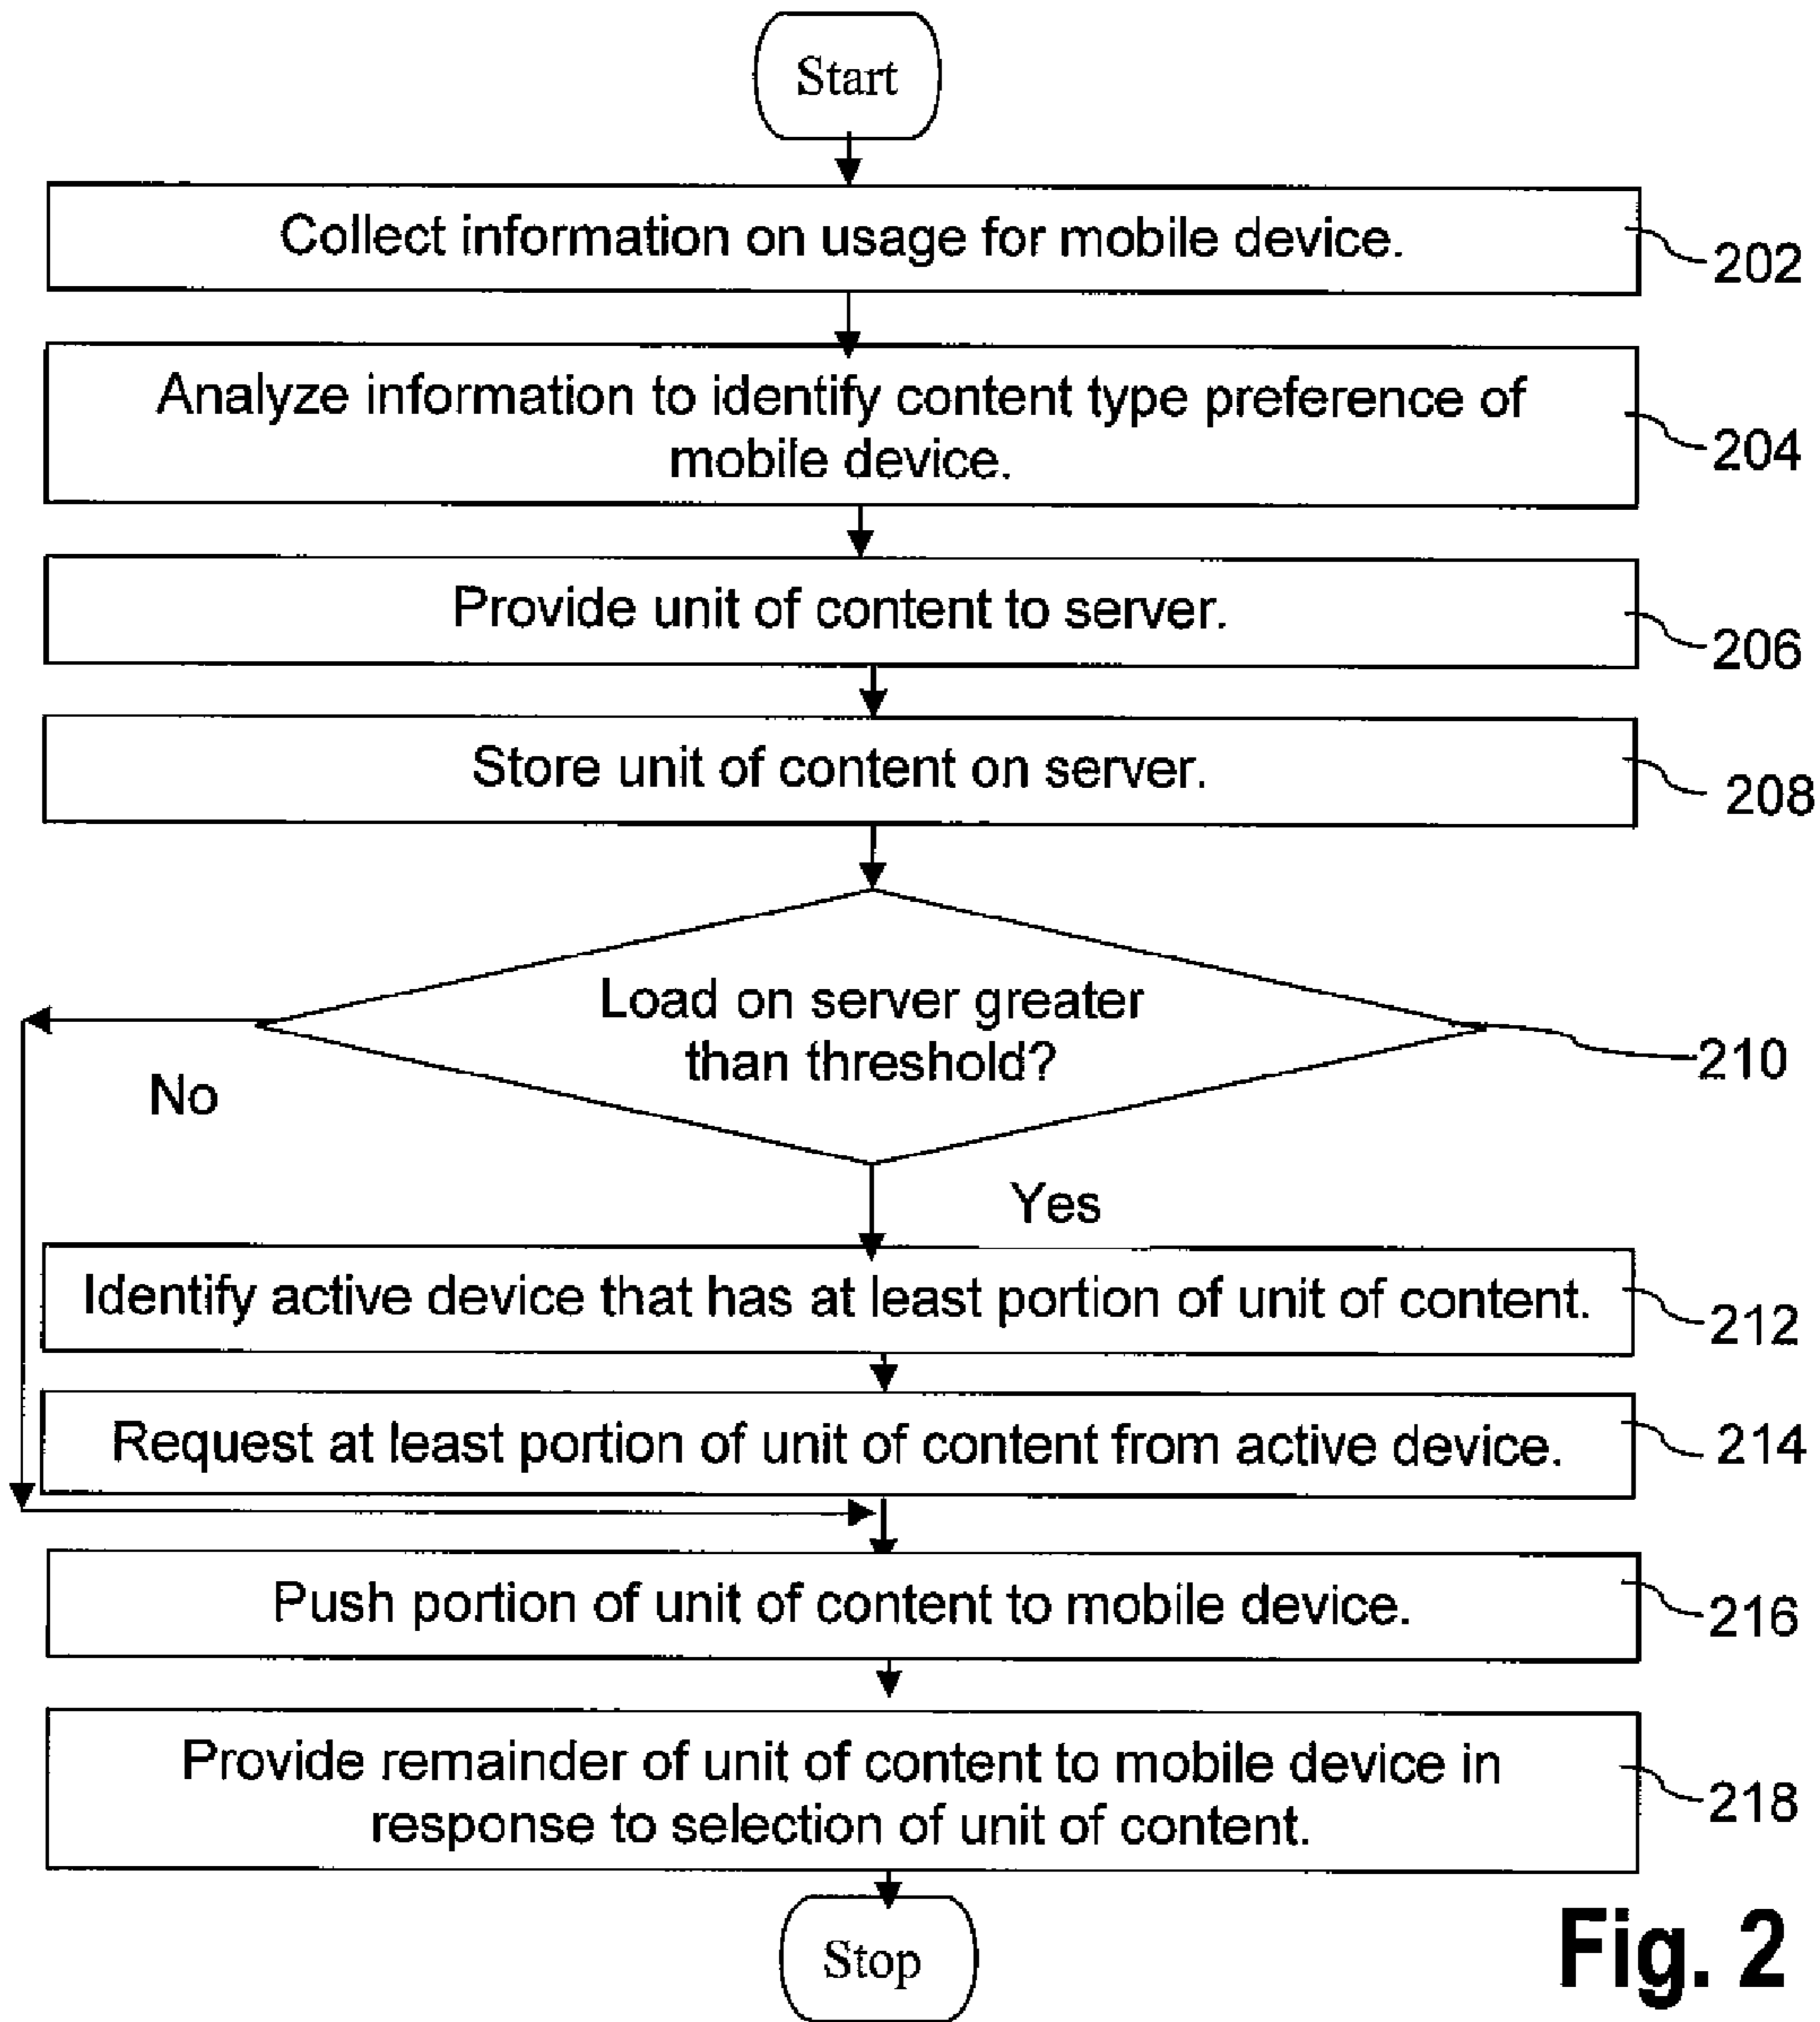 Start
Collect information on usage for mobile device.
202
Analyze information to identify content type preference of
mobile device.
204
Provide unit of content to server.
206
Store unit of content on server.
208
Load on server greater
than threshold?
210
No
Yes
Identify active device that has at least portion of unit of content.
212
Request at least portion of unit of content from active device.
214
Push portion of unit of content to mobile device.
216
Provide remainder of unit of content to mobile device in
response to selection of unit of content.
218
Stop
Fig. 2